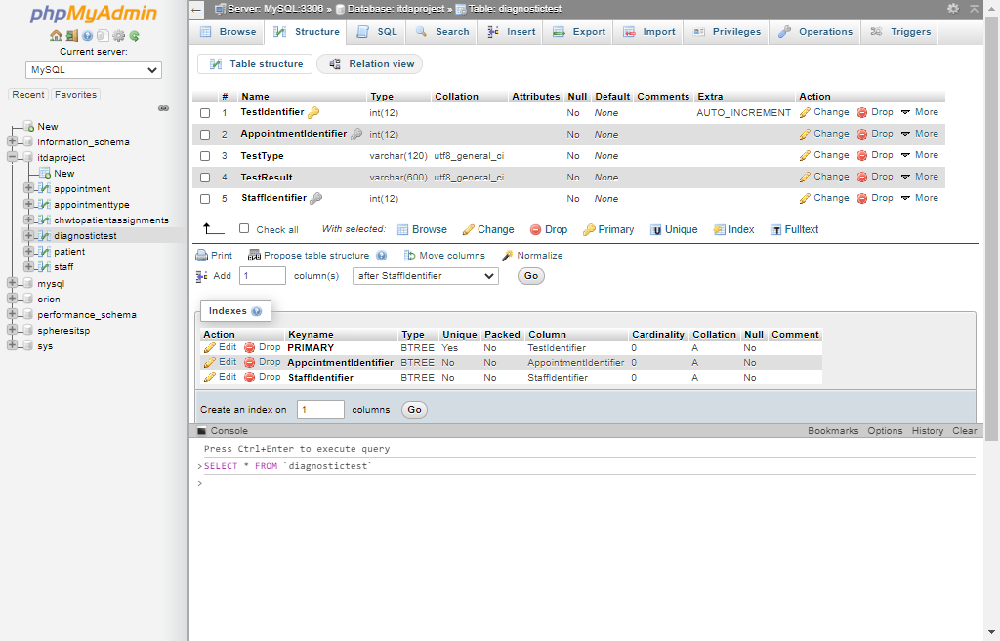 phpMyAdmin
Current server:
MySQL
Recent Favorites
New
information_schema
itdaproject
New
appointment
appointmenttype
chwtopatientassignments
diagnostictest
patient
staff
mysql
orion
performance_schema
spheresitsp
sys
Server: MySQL:3306 » Database: itdaproject » Table: diagnostictest
Browse Structure SQL Search Insert Export Import Privileges Operations Triggers
Table structure Relation view
# Name Type Collation Attributes Null Default Comments Extra Action
1 TestIdentifier int(12) No None AUTO_INCREMENT Change Drop More
2 AppointmentIdentifier int(12) No None Change Drop More
3 TestType varchar(120) utf8_general_ci No None Change Drop More
4 TestResult varchar(600) utf8_general_ci No None Change Drop More
5 StaffIdentifier int(12) No None Change Drop More
Check all With selected: Browse Change Drop Primary Unique Index Fulltext
Print Propose table structure Move columns Normalize
Add 1 column(s) after StaffIdentifier Go
Indexes
Action Keyname Type Unique Packed Column Cardinality Collation Null Comment
Edit Drop PRIMARY BTREE Yes No TestIdentifier 0 A No
Edit Drop AppointmentIdentifier BTREE No No AppointmentIdentifier 0 A No
Edit Drop StaffIdentifier BTREE No No StaffIdentifier 0 A No
Create an index on 1 columns Go
Console Bookmarks Options History Clear
Press Ctrl+Enter to execute query
>SELECT * FROM `diagnostictest`
>